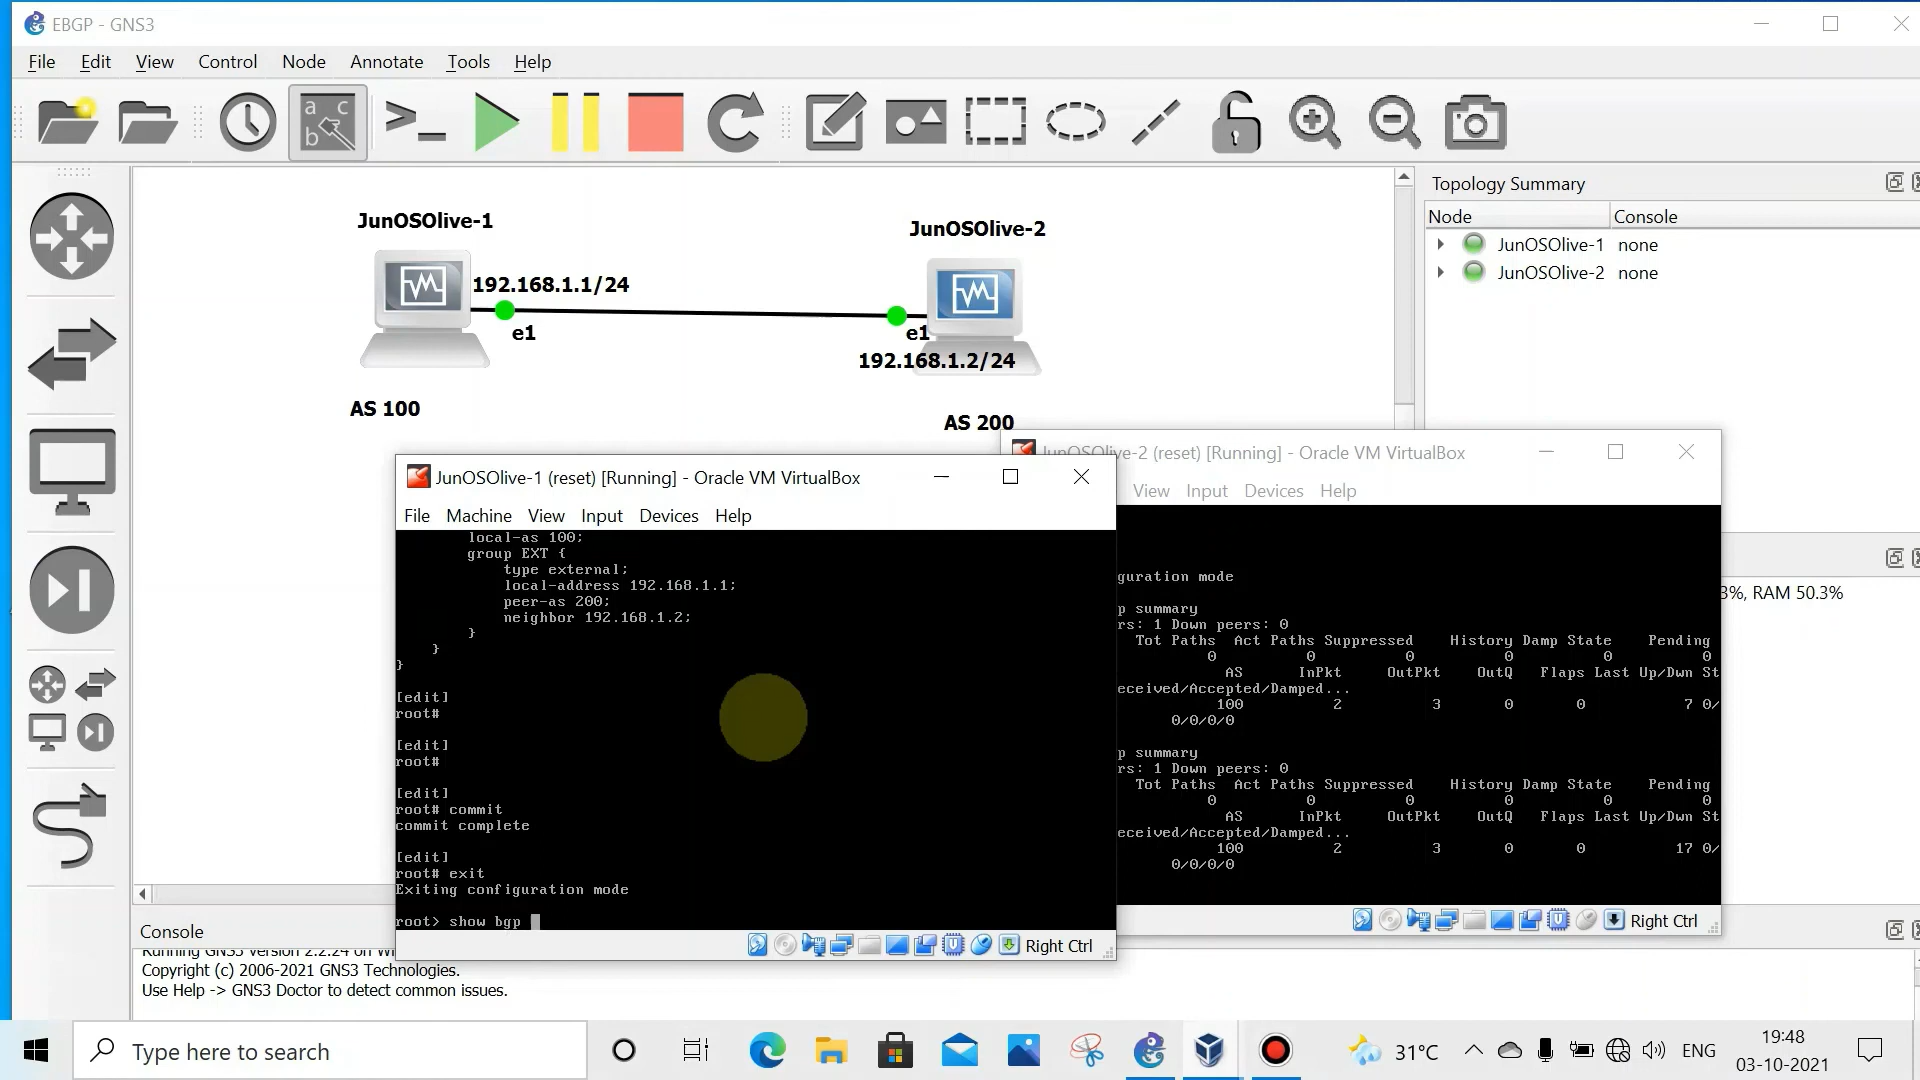 EBGP - GNS3
File Edit View Control Node Annotate Tools Help
a c
b
Topology Summary
Node Console
JunOSOlive-1 none
JunOSOlive-2 none
JunOSOlive-1
192.168.1.1/24
e1
AS 100
JunOSOlive-2
e1
192.168.1.2/24
AS 200
JunOSOlive-1 (reset) [Running] - Oracle VM VirtualBox
File Machine View Input Devices Help
local-as 100;
group EXT {
type external;
local-address 192.168.1.1;
peer-as 200;
neighbor 192.168.1.2;
}
}
}
[edit]
root#
[edit]
root#
[edit]
root# commit
commit complete
[edit]
root# exit
Exiting configuration mode
root> show bgp
Right Ctrl
unOSOlive-2 (reset) [Running] - Oracle VM VirtualBox
View Input Devices Help
guration mode
p summary
rs: 1 Down peers: 0
Tot Paths Act Paths Suppressed History Damp State Pending
0 0 0 0 0 0
AS InPkt OutPkt OutQ Flaps Last Up/Dwn St
eceived/Accepted/Damped...
100 2 3 0 0 7 0/
0/0/0/0
p summary
rs: 1 Down peers: 0
Tot Paths Act Paths Suppressed History Damp State Pending
0 0 0 0 0 0
AS InPkt OutPkt OutQ Flaps Last Up/Dwn St
eceived/Accepted/Damped...
100 2 3 0 0 17 0/
0/0/0/0
Right Ctrl
3%, RAM 50.3%
Console
Running GNS3 version 2.2.24 on Wi
Copyright (c) 2006-2021 GNS3 Technologies.
Use Help -> GNS3 Doctor to detect common issues.
Type here to search
31°C
ENG
19:48
03-10-2021